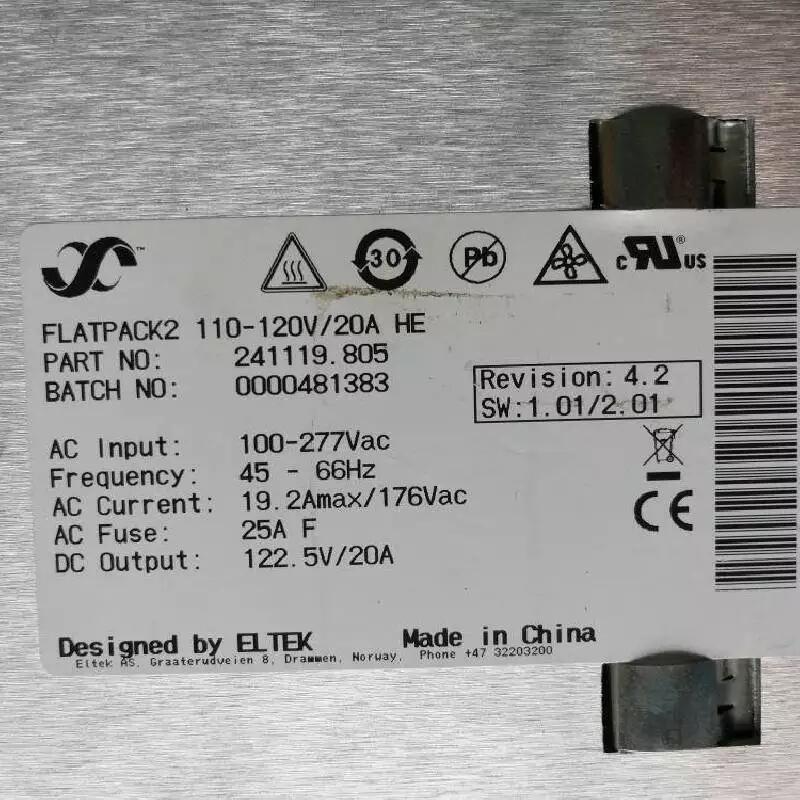 ™
30
Pb
c RU® US
FLATPACK2 110-120V/20A HE
PART NO: 241119.805
BATCH NO: 0000481383
Revision: 4.2
SW:1.01/2.01
AC Input: 100-277Vac
Frequency: 45 - 66Hz
AC Current: 19.2Amax/176Vac
AC Fuse: 25A F
DC Output: 122.5V/20A
CE
Designed by ELTEK Made in China
Eltek AS. Graaterudveien 8, Drammen, Norway. Phone +47 32203200